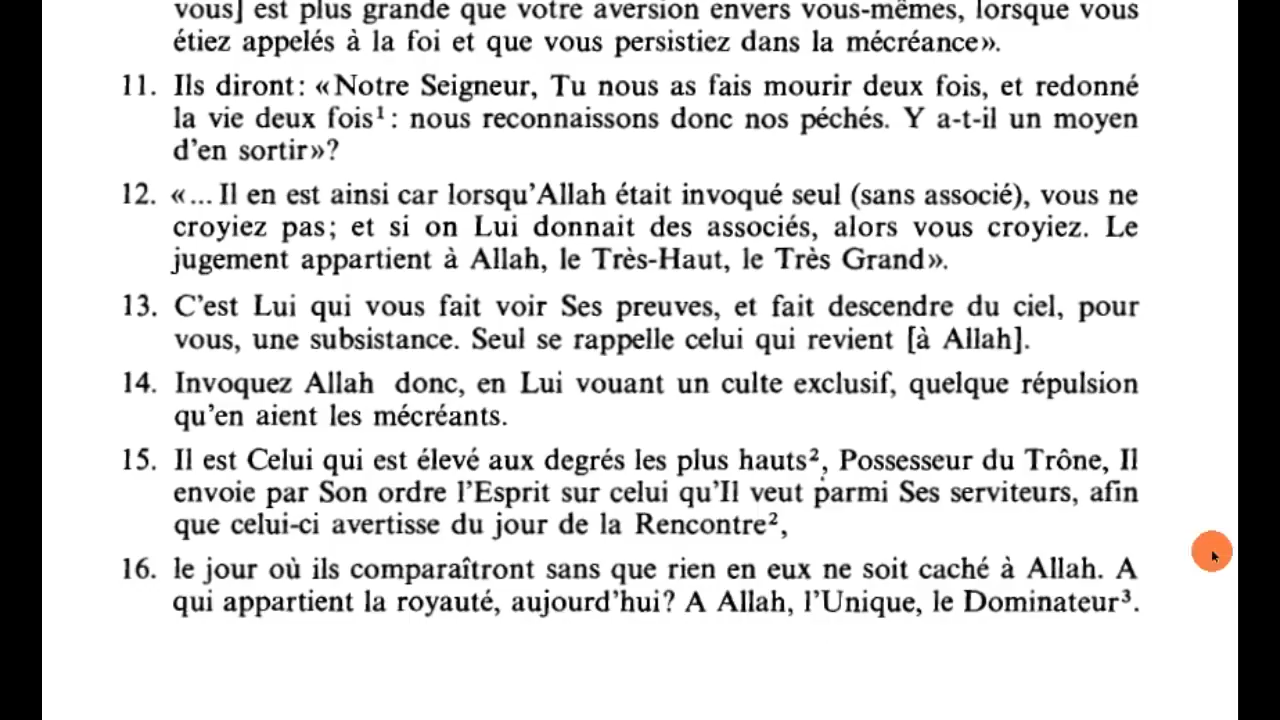 vous] est plus grande que votre aversion envers vous-mêmes, lorsque vous
étiez appelés à la foi et que vous persistiez dans la mécréance».
11. Ils diront: «Notre Seigneur, Tu nous as fais mourir deux fois, et redonné
la vie deux fois¹: nous reconnaissons donc nos péchés. Y a-t-il un moyen
d'en sortir»?
12. «... Il en est ainsi car lorsqu'Allah était invoqué seul (sans associé), vous ne
croyiez pas; et si on Lui donnait des associés, alors vous croyiez. Le
jugement appartient à Allah, le Très-Haut, le Très Grand».
13. C'est Lui qui vous fait voir Ses preuves, et fait descendre du ciel, pour
vous, une subsistance. Seul se rappelle celui qui revient [à Allah].
14. Invoquez Allah donc, en Lui vouant un culte exclusif, quelque répulsion
qu'en aient les mécréants.
15. Il est Celui qui est élevé aux degrés les plus hauts², Possesseur du Trône, Il
envoie par Son ordre l'Esprit sur celui qu'Il veut parmi Ses serviteurs, afin
que celui-ci avertisse du jour de la Rencontre²,
16. le jour où ils comparaîtront sans que rien en eux ne soit caché à Allah. A
qui appartient la royauté, aujourd'hui? A Allah, l'Unique, le Dominateur³.